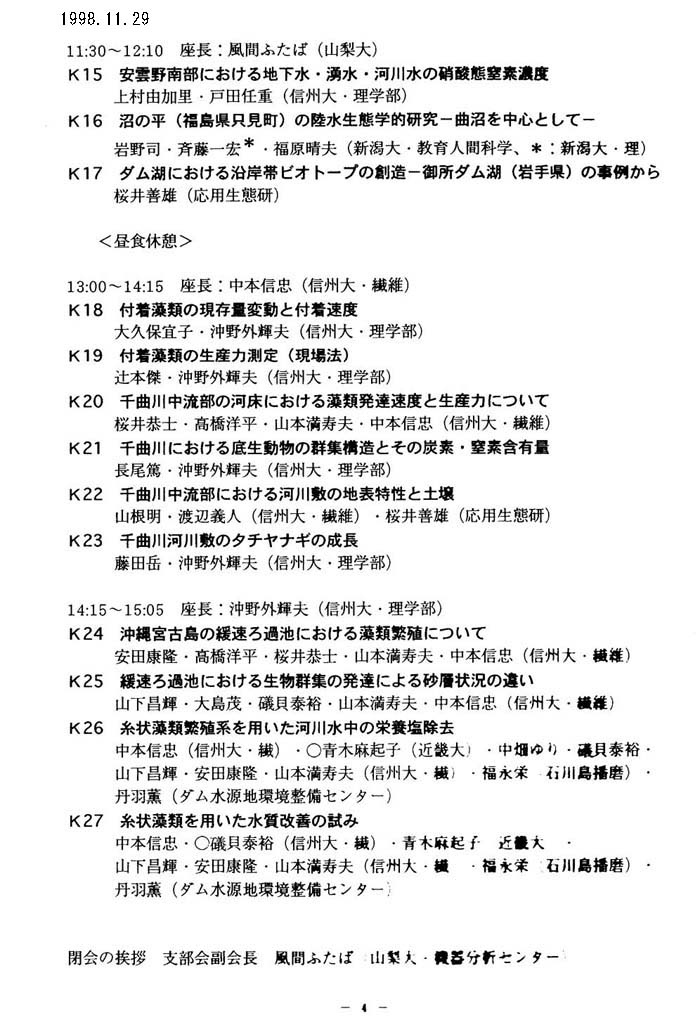 1998.11.29
11:30～12:10 座長：風間ふたば（山梨大）
K15 安雲野南部における地下水・湧水・河川水の硝酸態窒素濃度
上村由加里・戸田任重（信州大・理学部）
K16 沼の平（福島県只見町）の陸水生態学的研究－曲沼を中心として－
岩野司・斉藤一宏*・福原晴夫（新潟大・教育人間科学、*：新潟大・理）
K17 ダム湖における沿岸帯ビオトープの創造－御所ダム湖（岩手県）の事例から
桜井善雄（応用生態研）
＜昼食休憩＞
13:00～14:15 座長：中本信忠（信州大・繊維）
K18 付着藻類の現存量変動と付着速度
大久保宜子・沖野外輝夫（信州大・理学部）
K19 付着藻類の生産力測定（現場法）
辻本傑・沖野外輝夫（信州大・理学部）
K20 千曲川中流部の河床における藻類発達速度と生産力について
桜井恭士・高橋洋平・山本満寿夫・中本信忠（信州大・繊維）
K21 千曲川における底生動物の群集構造とその炭素・窒素含有量
長尾篤・沖野外輝夫（信州大・理学部）
K22 千曲川中流部における河川敷の地表特性と土壌
山根明・渡辺義人（信州大・繊維）・桜井善雄（応用生態研）
K23 千曲川河川敷のタチヤナギの成長
藤田岳・沖野外輝夫（信州大・理学部）
14:15～15:05 座長：沖野外輝夫（信州大・理学部）
K24 沖縄宮古島の緩速ろ過池における藻類繁殖について
安田康隆・高橋洋平・桜井恭士・山本満寿夫・中本信忠（信州大・繊維）
K25 緩速ろ過池における生物群集の発達による砂層状況の違い
山下昌輝・大島茂・礒貝泰裕・山本満寿夫・中本信忠（信州大・繊維）
K26 糸状藻類繁殖系を用いた河川水中の栄養塩除去
中本信忠（信州大・繊）・○青木麻起子（近畿大）・中畑ゆり・礒貝泰裕・
山下昌輝・安田康隆・山本満寿夫（信州大・繊）・福永栄 石川島播磨）・
丹羽薫（ダム水源地環境整備センター）
K27 糸状藻類を用いた水質改善の試み
中本信忠・○礒貝泰裕（信州大・繊）・青木麻起子 近畿大 ・
山下昌輝・安田康隆・山本満寿夫（信州大・繊 ・福永栄（石川島播磨）・
丹羽薫（ダム水源地環境整備センター）
閉会の挨拶 支部会副会長 風間ふたば（山梨大・機器分析センター）
－ 4 －